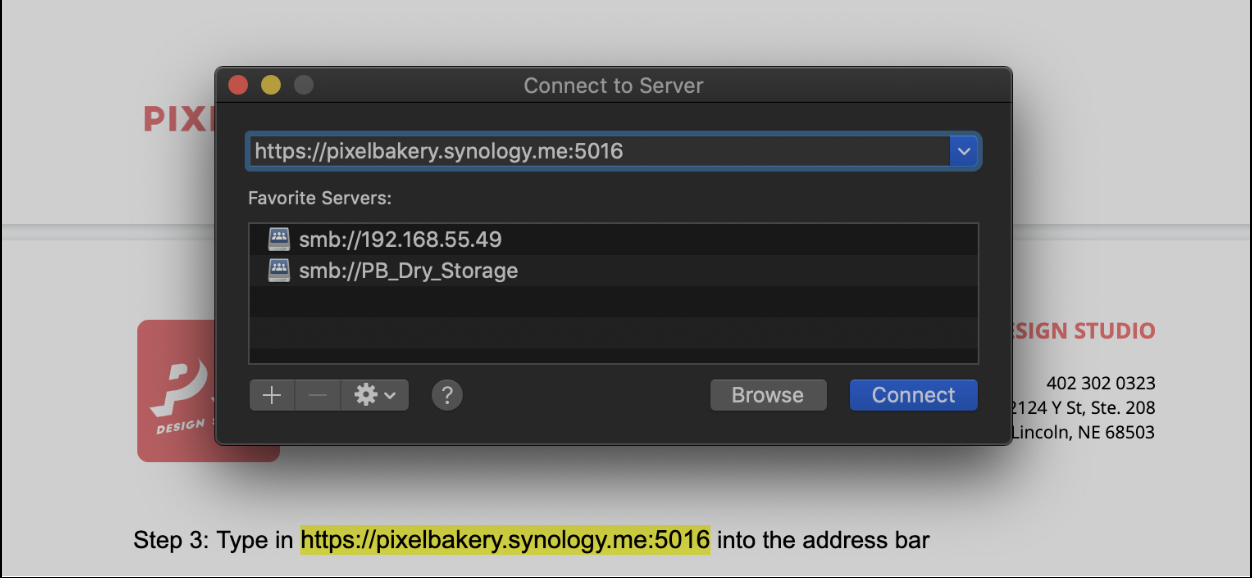 Connect to Server
PIX
https://pixelbakery.synology.me:5016
Favorite Servers:
smb://192.168.55.49
smb://PB_Dry_Storage
SIGN STUDIO
402 302 0323
2124 Y St, Ste. 208
Lincoln, NE 68503
+ − ? Browse Connect
DESIGN
Step 3: Type in https://pixelbakery.synology.me:5016 into the address bar